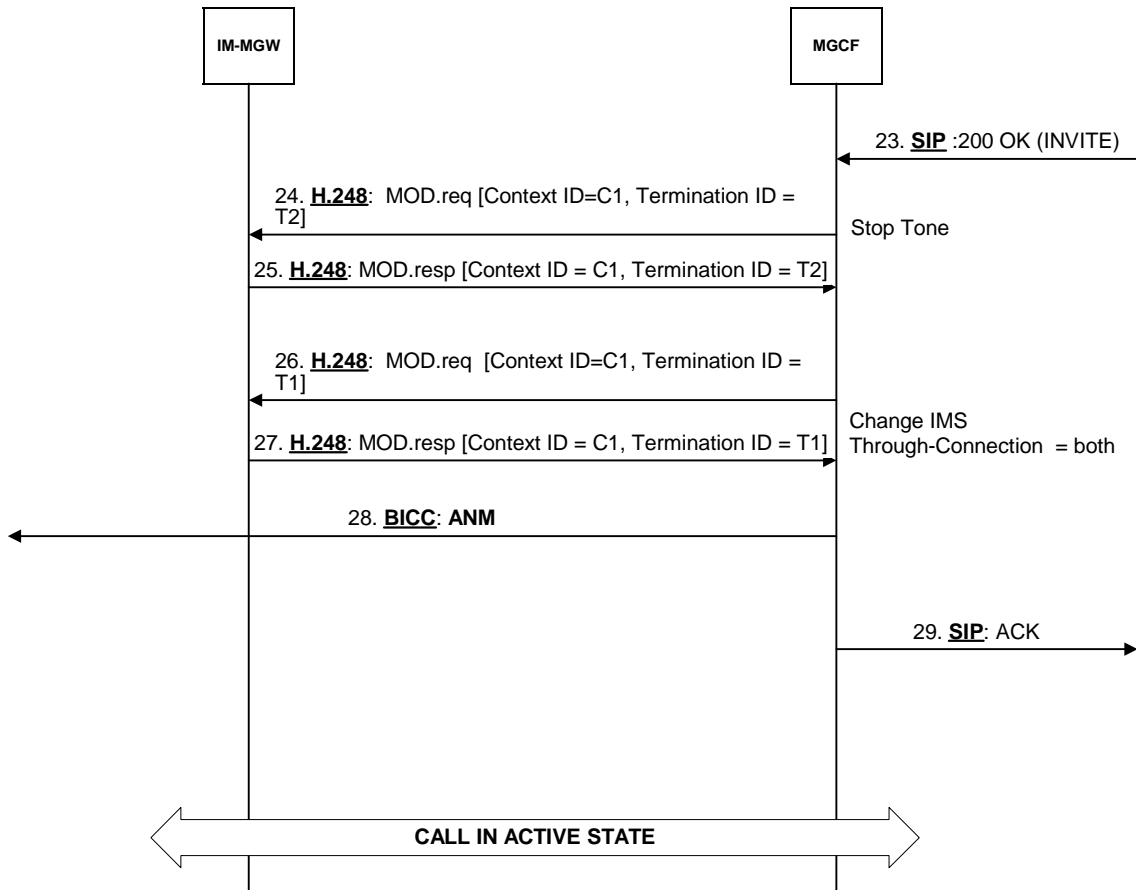 IM-MGW
MGCF
23. SIP :200 OK (INVITE)
24. H.248: MOD.req [Context ID=C1, Termination ID =
T2]
Stop Tone
25. H.248: MOD.resp [Context ID = C1, Termination ID = T2]
26. H.248: MOD.req [Context ID=C1, Termination ID =
T1]
Change IMS
Through-Connection = both
27. H.248: MOD.resp [Context ID = C1, Termination ID = T1]
28. BICC: ANM
29. SIP: ACK
CALL IN ACTIVE STATE